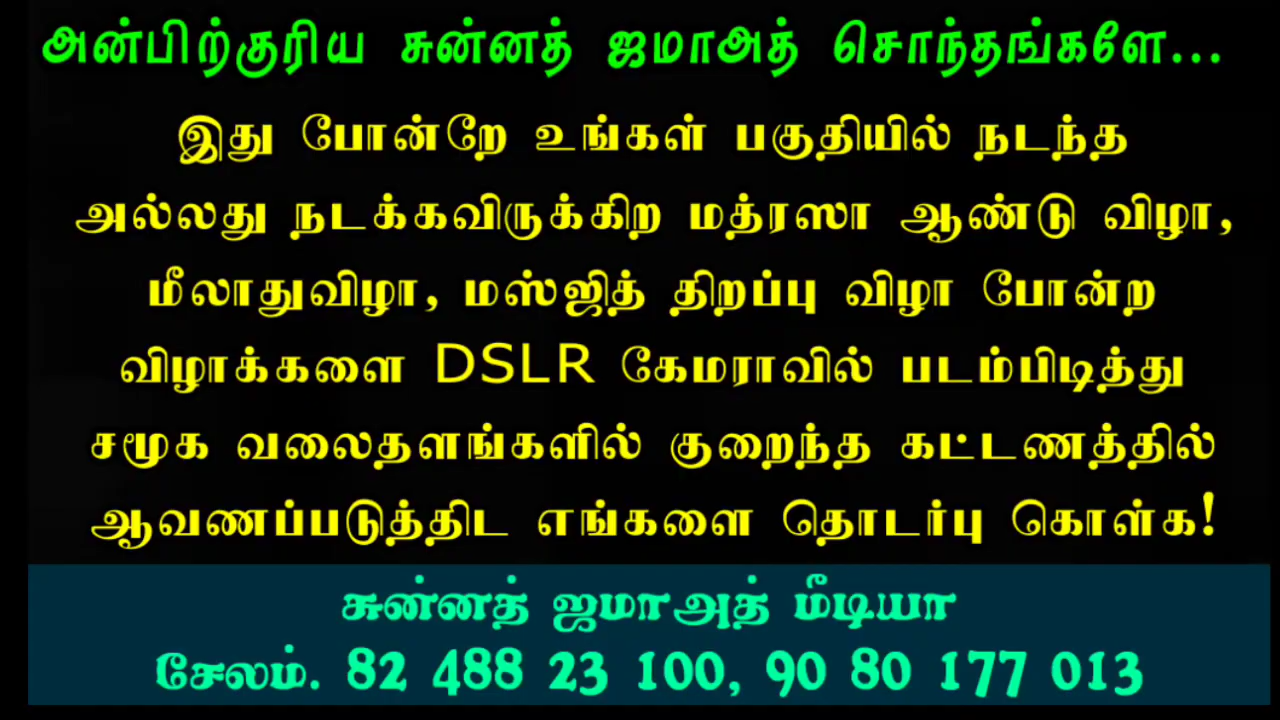 அன்பிற்குரிய சுன்னத் ஜமாஅத் சொந்தங்களே...
இது போன்றே உங்கள் பகுதியில் நடந்த
அல்லது நடக்கவிருக்கிற மத்ரஸா ஆண்டு விழா,
மீலாதுவிழா, மஸ்ஜித் திறப்பு விழா போன்ற
விழாக்களை DSLR கேமராவில் படம்பிடித்து
சமூக வலைதளங்களில் குறைந்த கட்டணத்தில்
ஆவணப்படுத்திட எங்களை தொடர்பு கொள்க!
சுன்னத் ஜமாஅத் மீடியா
சேலம். 82 488 23 100, 90 80 177 013